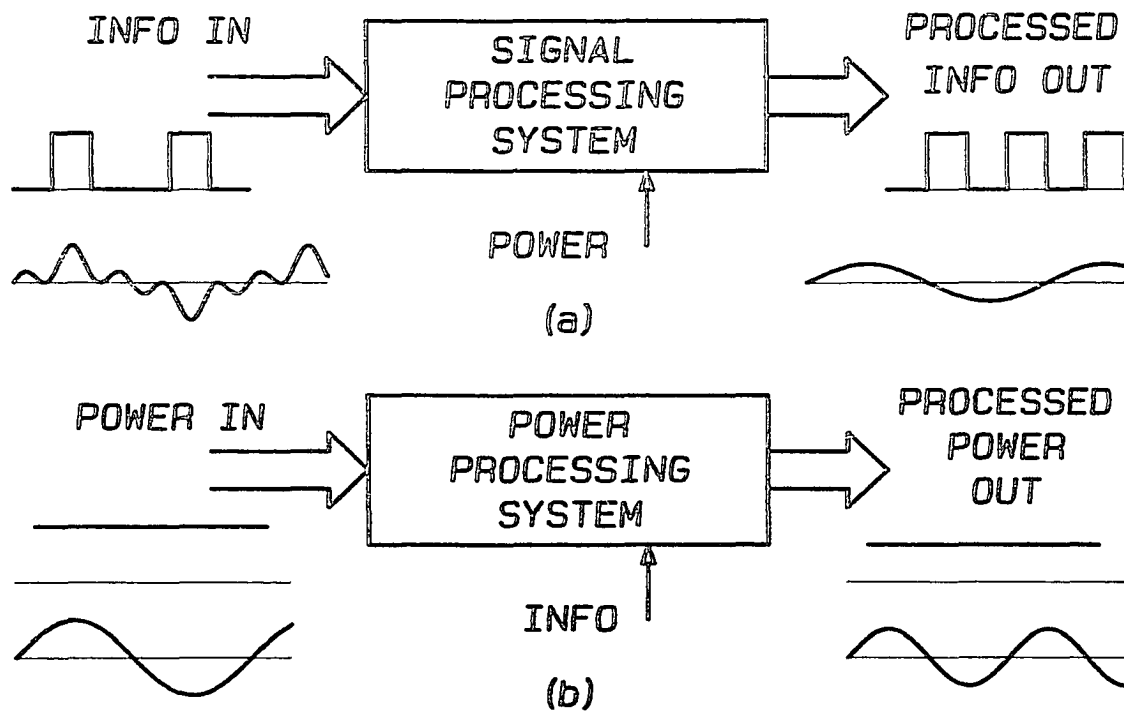 INFO IN
SIGNAL
PROCESSING
SYSTEM
PROCESSED
INFO OUT
POWER
(a)
POWER IN
POWER
PROCESSING
SYSTEM
PROCESSED
POWER
OUT
INFO
(b)